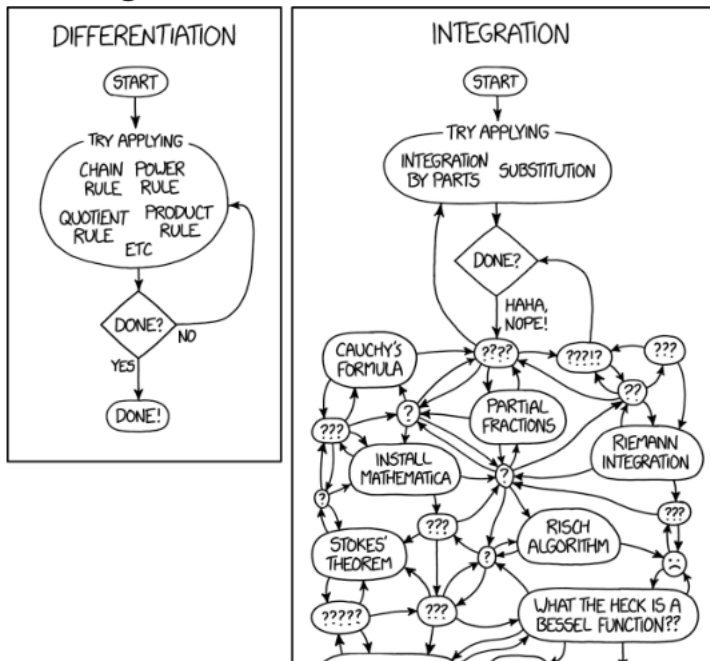 DIFFERENTIATION
START
TRY APPLYING
CHAIN
RULE
POWER
RULE
QUOTIENT
RULE
PRODUCT
RULE
ETC
DONE?
NO
YES
DONE!
INTEGRATION
START
TRY APPLYING
INTEGRATION
BY PARTS
SUBSTITUTION
DONE?
HAHA,
NOPE!
CAUCHY'S
FORMULA
????
???!?
???
??
?
PARTIAL
FRACTIONS
???
RIEMANN
INTEGRATION
INSTALL
MATHEMATICA
?
?
???
???
STOKES'
THEOREM
?
RISCH
ALGORITHM
?????
???
WHAT THE HECK IS A
BESSEL FUNCTION??